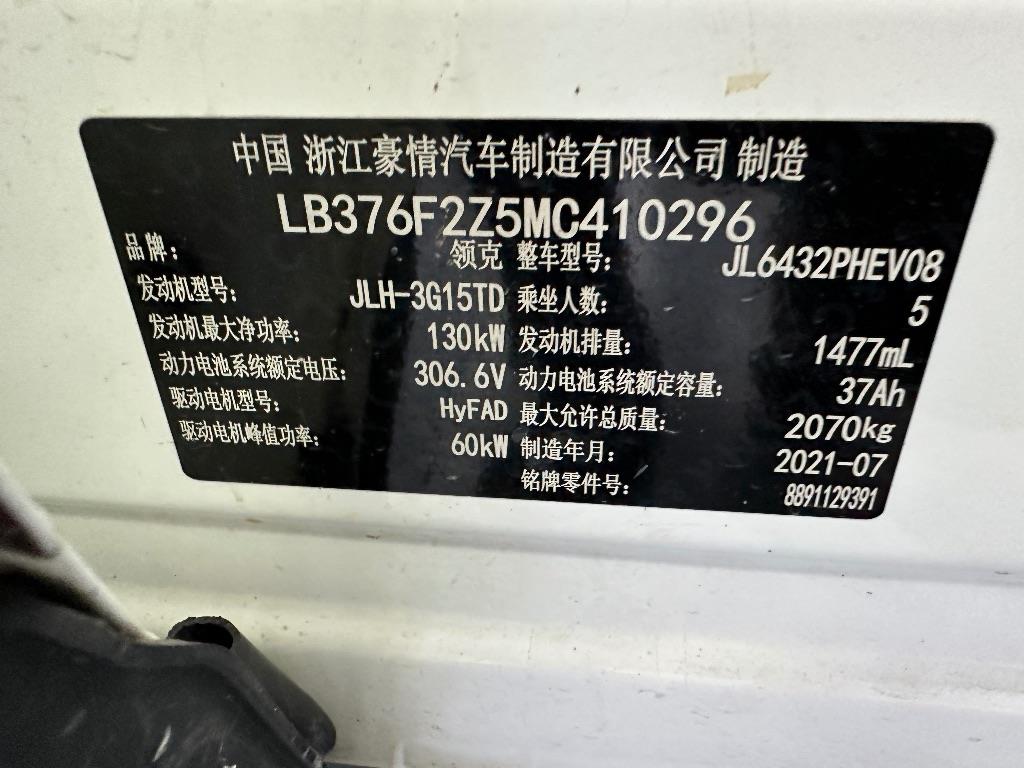 中国 浙江豪情汽车制造有限公司 制造
LB376F2Z5MC410296
品牌: 领克 整车型号: JL6432PHEV08
发动机型号: JLH-3G15TD 乘坐人数: 5
发动机最大净功率: 130kW 发动机排量: 1477mL
动力电池系统额定电压: 306.6V 动力电池系统额定容量: 37Ah
驱动电机型号: HyFAD 最大允许总质量: 2070kg
驱动电机峰值功率: 60kW 制造年月: 2021-07
铭牌零件号: 8891129391